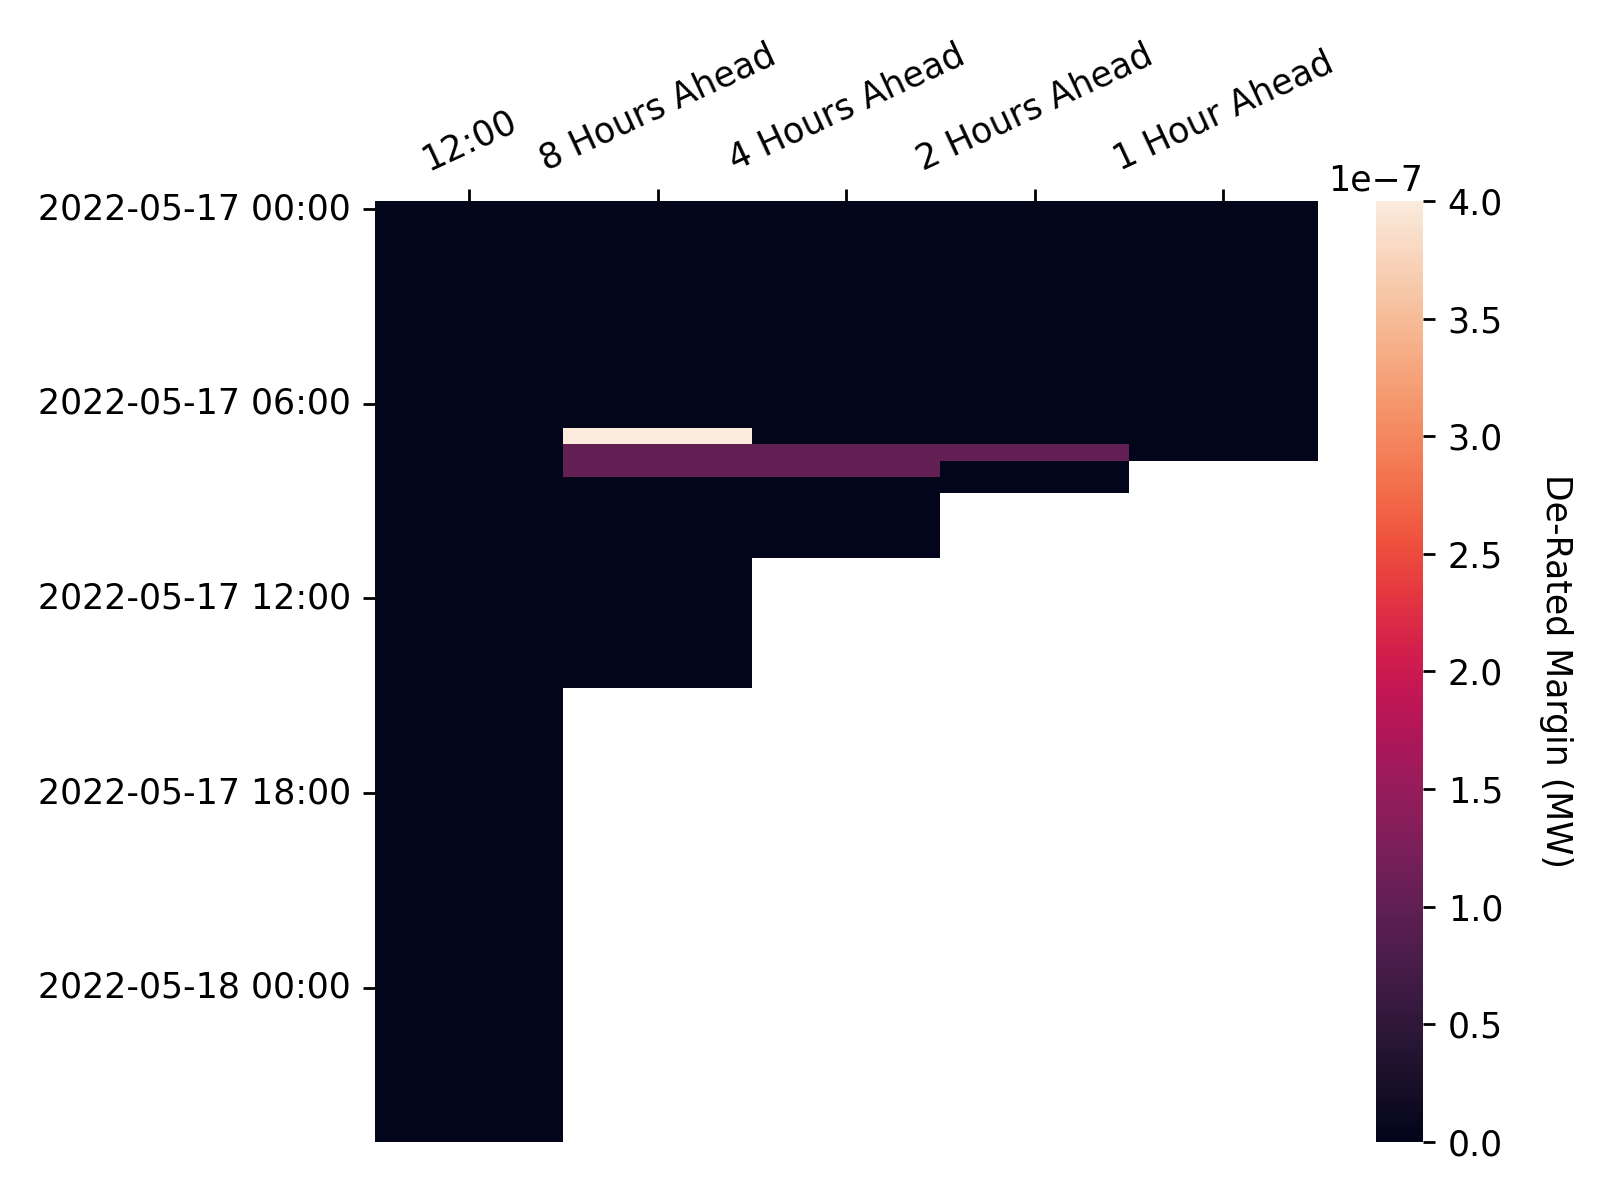 12:00
8 Hours Ahead
4 Hours Ahead
2 Hours Ahead
1 Hour Ahead
1e−7
2022-05-17 00:00
2022-05-17 06:00
2022-05-17 12:00
2022-05-17 18:00
2022-05-18 00:00
4.0
3.5
3.0
2.5
2.0
1.5
1.0
0.5
0.0
De-Rated Margin (MW)